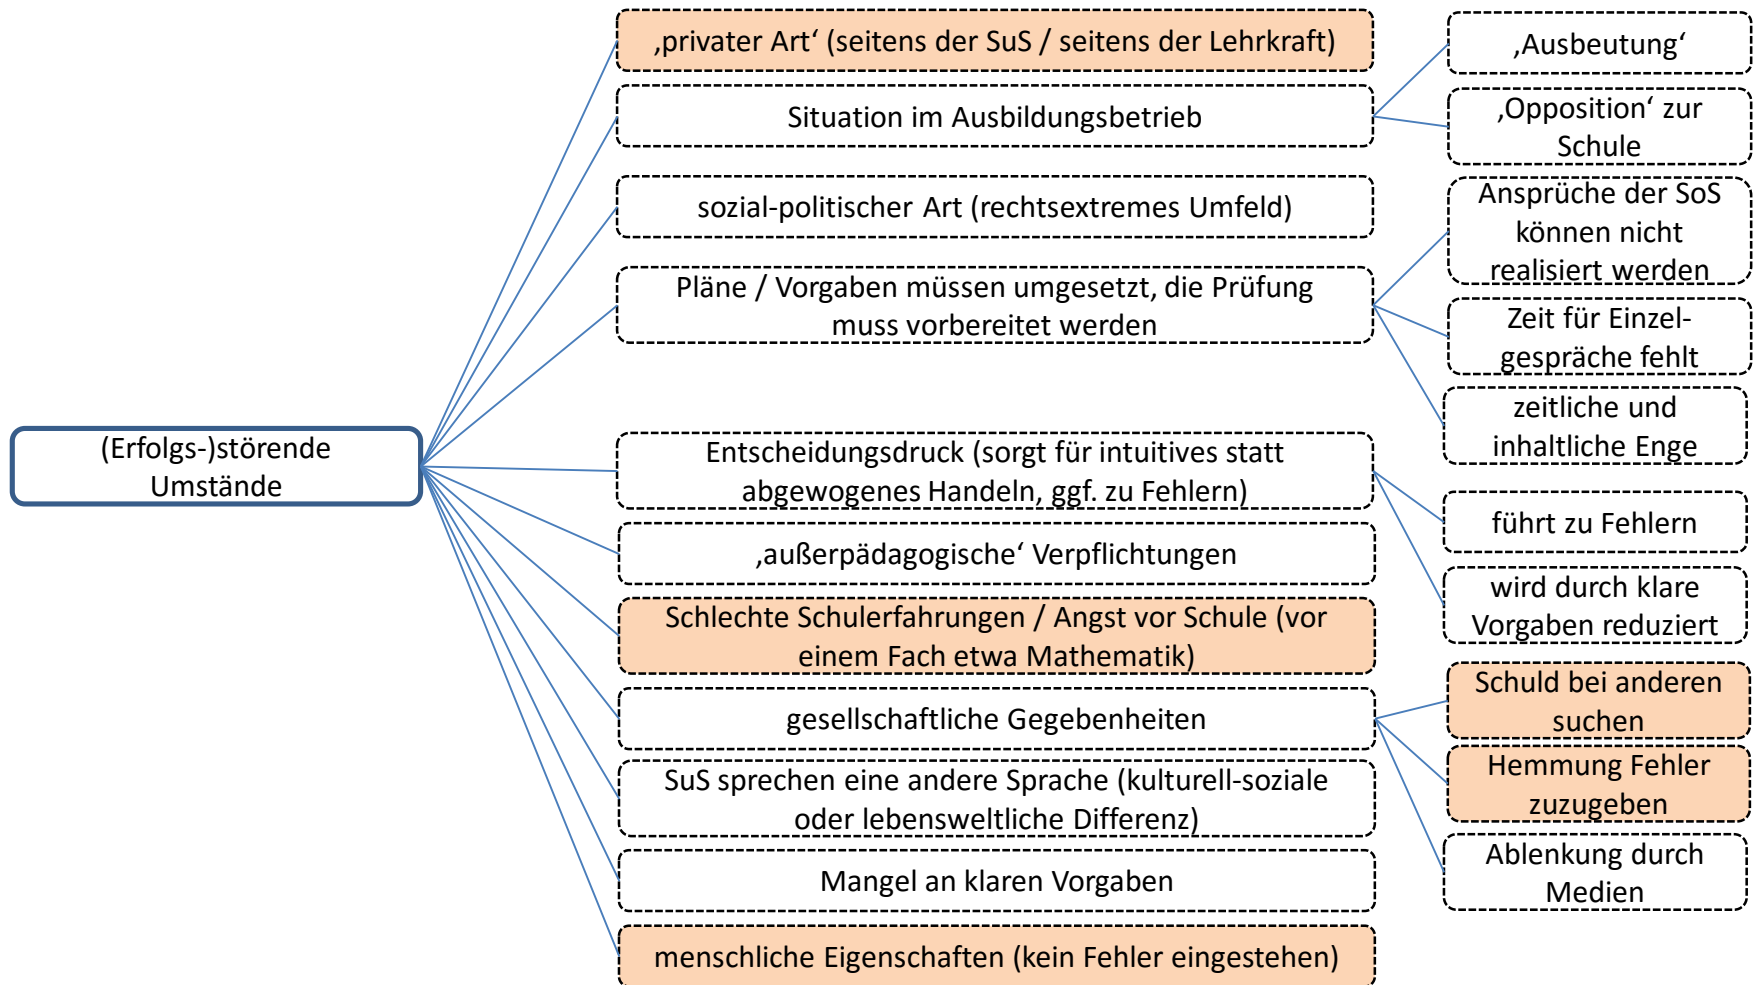 (Erfolgs-)störende
Umstände
‚privater Art‘ (seitens der SuS / seitens der Lehrkraft)
Situation im Ausbildungsbetrieb
‚Ausbeutung‘
‚Opposition‘ zur
Schule
sozial-politischer Art (rechtsextremes Umfeld)
Pläne / Vorgaben müssen umgesetzt, die Prüfung
muss vorbereitet werden
Ansprüche der SoS
können nicht
realisiert werden
Zeit für Einzel-
gespräche fehlt
zeitliche und
inhaltliche Enge
Entscheidungsdruck (sorgt für intuitives statt
abgewogenes Handeln, ggf. zu Fehlern)
führt zu Fehlern
wird durch klare
Vorgaben reduziert
‚außerpädagogische‘ Verpflichtungen
Schlechte Schulerfahrungen / Angst vor Schule (vor
einem Fach etwa Mathematik)
gesellschaftliche Gegebenheiten
Schuld bei anderen
suchen
Hemmung Fehler
zuzugeben
Ablenkung durch
Medien
SuS sprechen eine andere Sprache (kulturell-soziale
oder lebensweltliche Differenz)
Mangel an klaren Vorgaben
menschliche Eigenschaften (kein Fehler eingestehen)